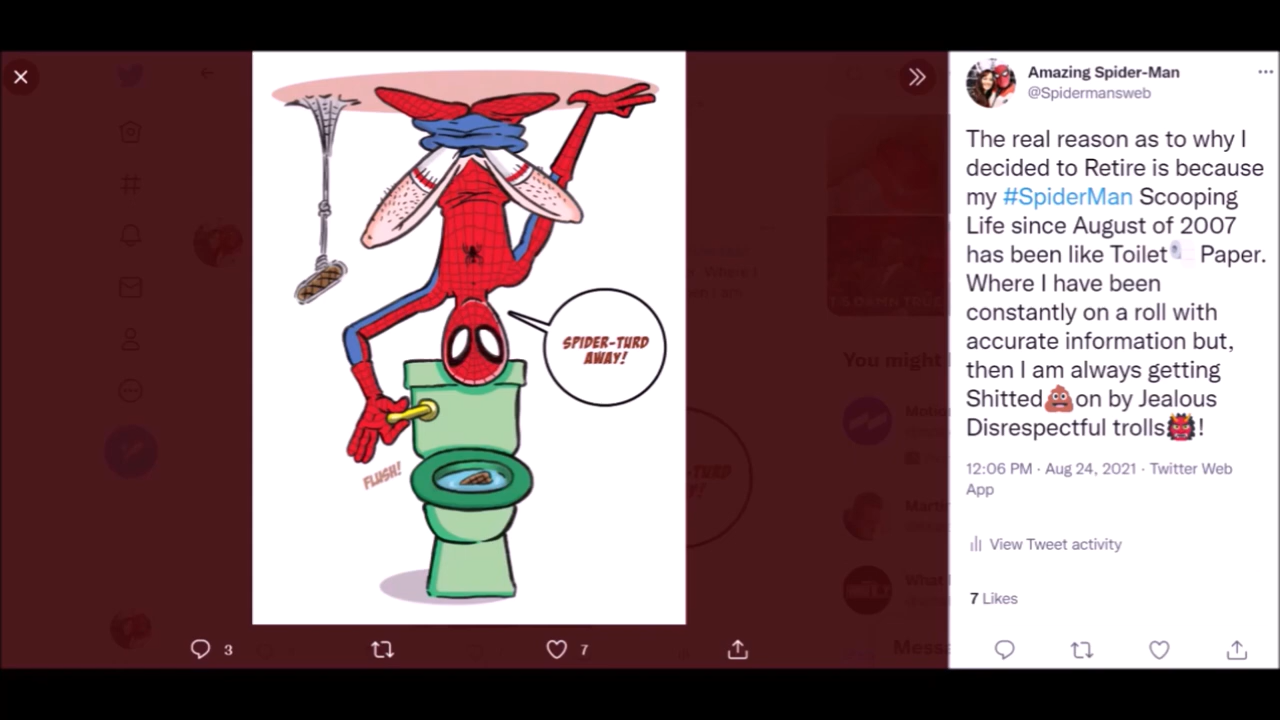 SPIDER-TURD
AWAY!
FLUSH!
3
7
Amazing Spider-Man
@Spidermansweb
The real reason as to why I
decided to Retire is because
my #SpiderMan Scooping
Life since August of 2007
has been like Toilet🧻 Paper.
Where I have been
constantly on a roll with
accurate information but,
then I am always getting
Shitted💩on by Jealous
Disrespectful trolls👹!
12:06 PM · Aug 24, 2021 · Twitter Web
App
View Tweet activity
7 Likes
You might
Messa